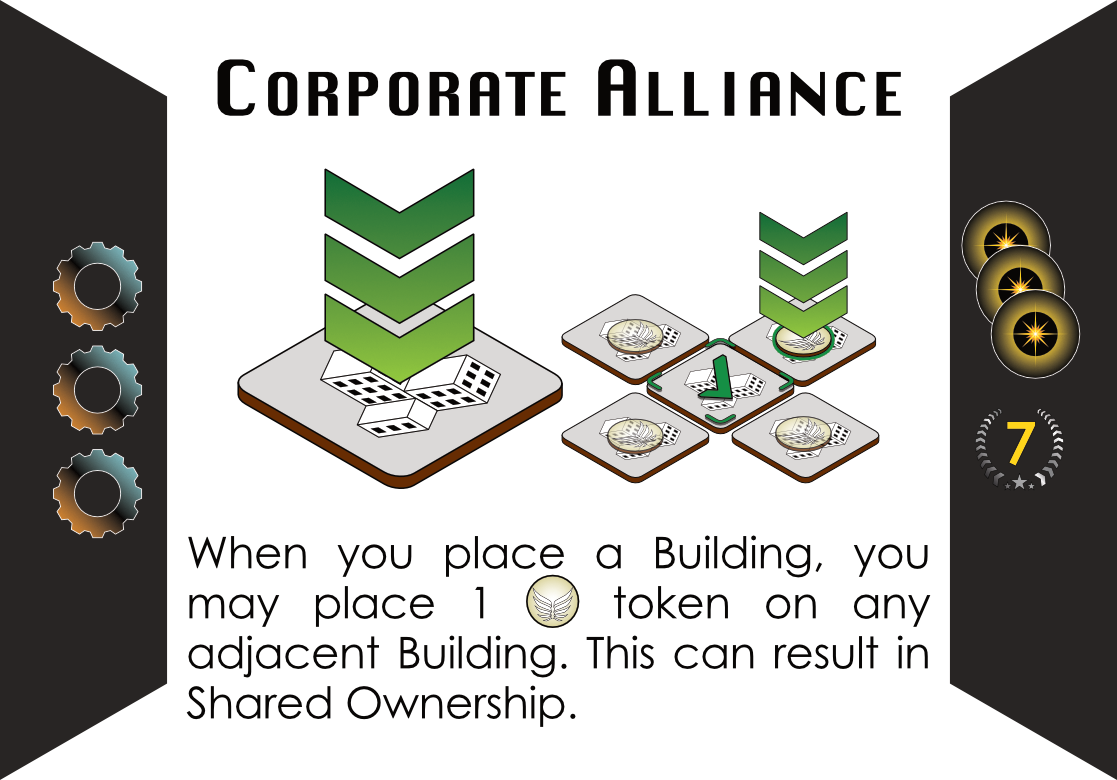 Corporate Alliance
7
When you place a Building, you
may place 1 token on any
adjacent Building. This can result in
Shared Ownership.